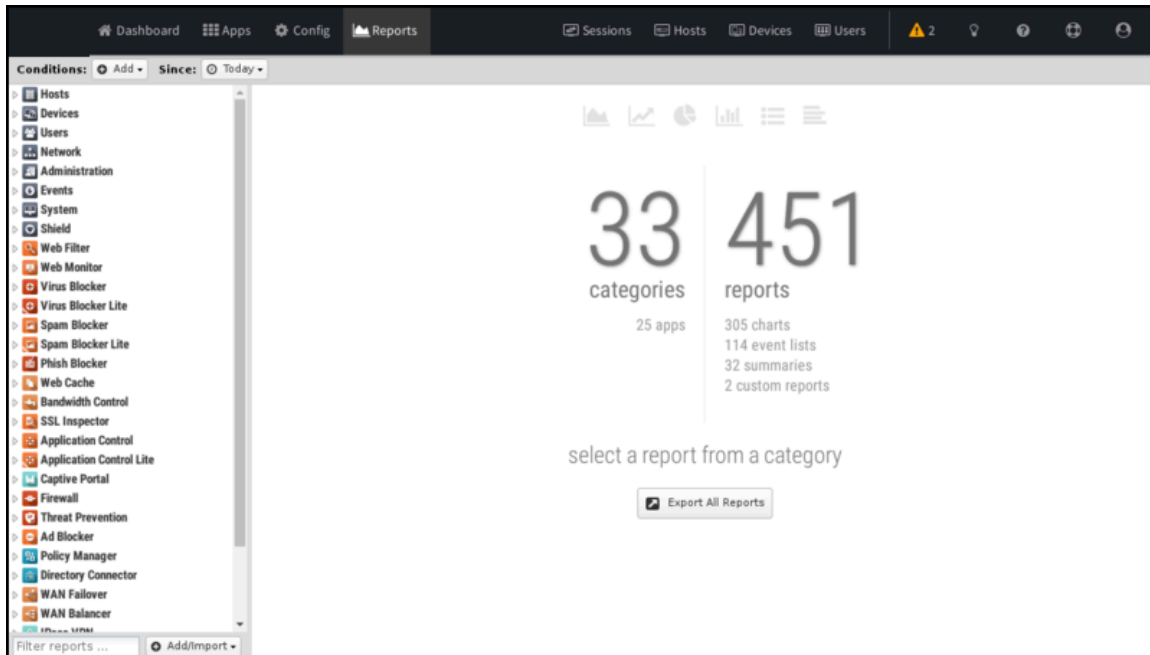 Dashboard Apps Config Reports Sessions Hosts Devices Users 2
Conditions: Add Since: Today
Hosts
Devices
Users
Network
Administration
Events
System
Shield
Web Filter
Web Monitor
Virus Blocker
Virus Blocker Lite
Spam Blocker
Spam Blocker Lite
Phish Blocker
Web Cache
Bandwidth Control
SSL Inspector
Application Control
Application Control Lite
Captive Portal
Firewall
Threat Prevention
Ad Blocker
Policy Manager
Directory Connector
WAN Failover
WAN Balancer
IPsec VPN
Filter reports ... Add/Import
33
categories
25 apps
451
reports
305 charts
114 event lists
32 summaries
2 custom reports
select a report from a category
Export All Reports